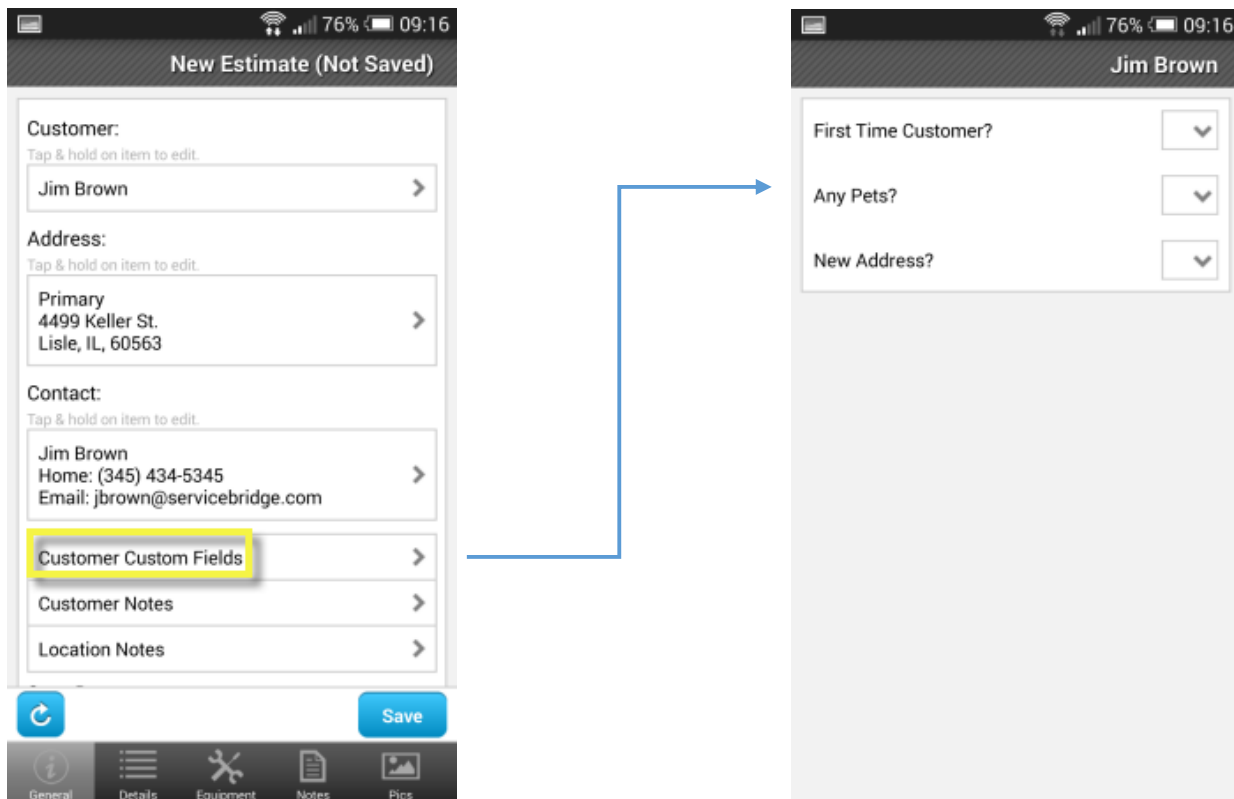 76% 09:16
New Estimate (Not Saved)
Customer:
Tap & hold on item to edit.
Jim Brown
Address:
Tap & hold on item to edit.
Primary
4499 Keller St.
Lisle, IL, 60563
Contact:
Tap & hold on item to edit.
Jim Brown
Home: (345) 434-5345
Email: jbrown@servicebridge.com
Customer Custom Fields
Customer Notes
Location Notes
Save
General Details Equipment Notes Pics
76% 09:16
Jim Brown
First Time Customer?
Any Pets?
New Address?